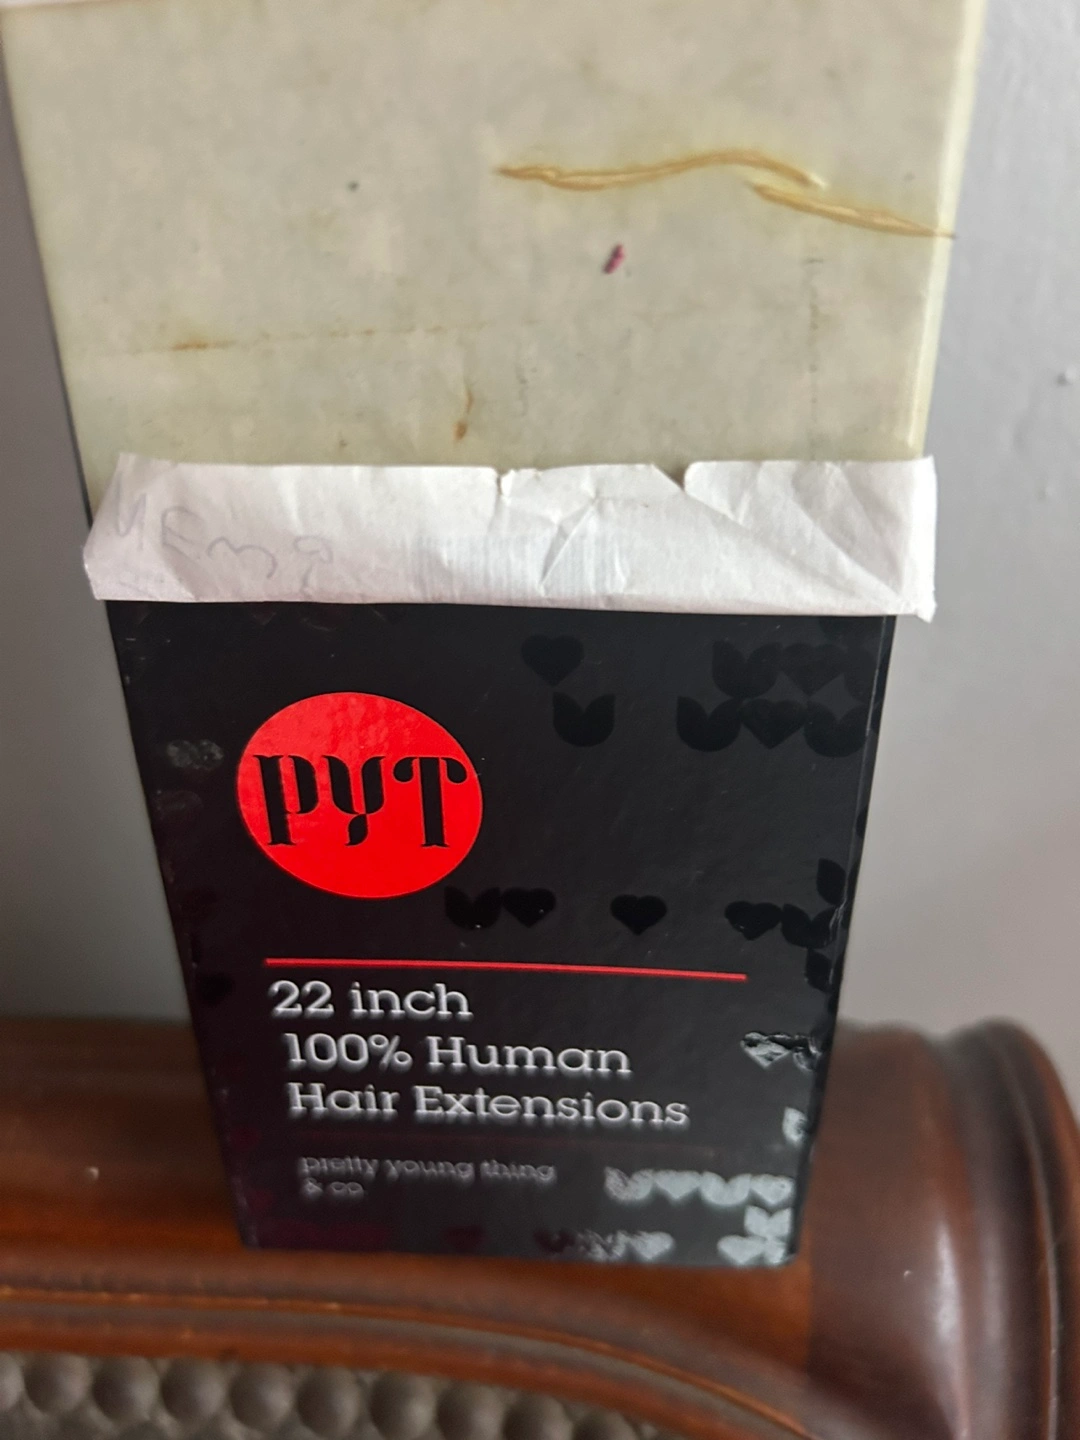 PYT
22 inch
100% Human
Hair Extensions
pretty young thing
& co.